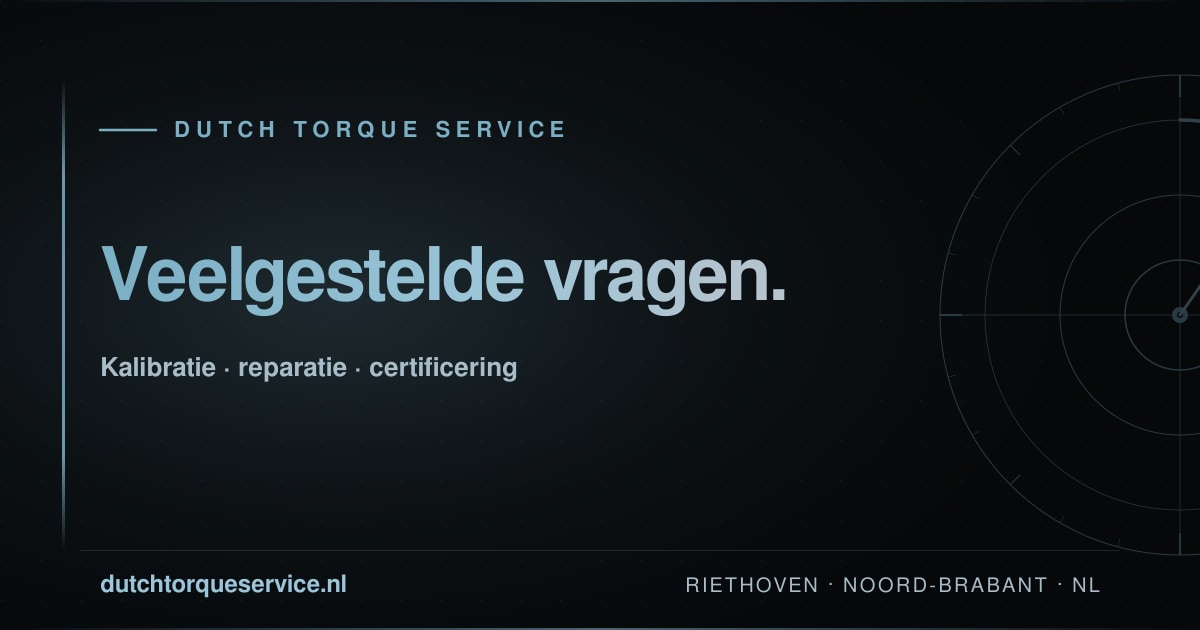 DUTCH TORQUE SERVICE
Veelgestelde vragen.
Kalibratie · reparatie · certificering
dutchtorqueservice.nl
RIETHOVEN · NOORD-BRABANT · NL